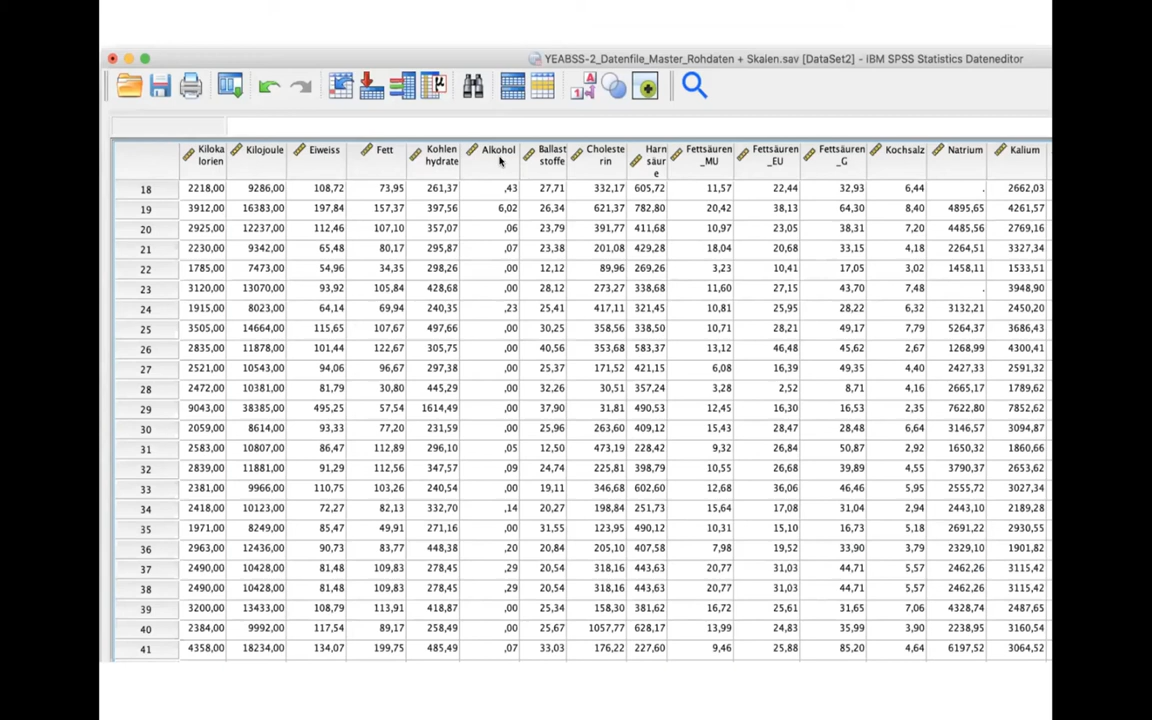 YEABSS-2_Datenfile_Master_Rohdaten + Skalen.sav [DataSet2] – IBM SPSS Statistics Dateneditor
Kiloka lorien Kilojoule Eiweiss Fett Kohlen hydrate Alkohol Ballast stoffe Choleste rin Harn säur e Fettsäuren _MU Fettsäuren _EU Fettsäuren _G Kochsalz Natrium Kalium
18 2218,00 9286,00 108,72 73,95 261,37 ,43 27,71 332,17 605,72 11,57 22,44 32,93 6,44 . 2662,03
19 3912,00 16383,00 197,84 157,37 397,56 6,02 26,34 621,37 782,80 20,42 38,13 64,30 8,40 4895,65 4261,57
20 2925,00 12237,00 112,46 107,10 357,07 ,06 23,79 391,77 411,68 10,97 23,05 38,31 7,20 4485,56 2769,16
21 2230,00 9342,00 65,48 80,17 295,87 ,07 23,38 201,08 429,28 18,04 20,68 33,15 4,18 2264,51 3327,34
22 1785,00 7473,00 54,96 34,35 298,26 ,00 12,12 89,96 269,26 3,23 10,41 17,05 3,02 1458,11 1533,51
23 3120,00 13070,00 93,92 105,84 428,68 ,00 28,12 273,27 338,68 11,60 27,15 43,70 7,48 . 3948,90
24 1915,00 8023,00 64,14 69,94 240,35 ,23 25,41 417,11 321,45 10,81 25,95 28,22 6,32 3132,21 2450,20
25 3505,00 14664,00 115,65 107,67 497,66 ,00 30,25 358,56 338,50 10,71 28,21 49,17 7,79 5264,37 3686,43
26 2835,00 11878,00 101,44 122,67 305,75 ,00 40,56 353,68 583,37 13,12 46,48 45,62 2,67 1268,99 4300,41
27 2521,00 10543,00 94,06 96,67 297,38 ,00 25,37 171,52 421,15 6,08 16,39 49,35 4,40 2427,33 2591,32
28 2472,00 10381,00 81,79 30,80 445,29 ,00 32,26 30,51 357,24 3,28 2,52 8,71 4,16 2665,17 1789,62
29 9043,00 38385,00 495,25 57,54 1614,49 ,00 37,90 31,81 490,53 12,45 16,30 16,53 2,35 7622,80 7852,62
30 2059,00 8614,00 93,33 77,20 231,59 ,00 25,96 263,60 409,12 15,43 28,47 28,48 6,64 3146,57 3094,87
31 2583,00 10807,00 86,47 112,89 296,10 ,05 12,50 473,19 228,42 9,32 26,84 50,87 2,92 1650,32 1860,66
32 2839,00 11881,00 91,29 112,56 347,57 ,09 24,74 225,81 398,79 10,55 26,68 39,89 4,55 3790,37 2653,62
33 2381,00 9966,00 110,75 103,26 240,54 ,00 19,11 346,68 602,60 12,68 36,06 46,46 5,95 2555,72 3027,34
34 2418,00 10123,00 72,27 82,13 332,70 ,14 20,27 198,84 251,73 15,64 17,08 31,04 2,94 2443,10 2189,28
35 1971,00 8249,00 85,47 49,91 271,16 ,00 31,55 123,95 490,12 10,31 15,10 16,73 5,18 2691,22 2930,55
36 2963,00 12436,00 90,73 83,77 448,38 ,20 20,84 205,10 407,58 7,98 19,52 33,90 3,79 2329,10 1901,82
37 2490,00 10428,00 81,48 109,83 278,45 ,29 20,54 318,16 443,63 20,77 31,03 44,71 5,57 2462,26 3115,42
38 2490,00 10428,00 81,48 109,83 278,45 ,29 20,54 318,16 443,63 20,77 31,03 44,71 5,57 2462,26 3115,42
39 3200,00 13433,00 108,79 113,91 418,87 ,00 25,34 158,30 381,62 16,72 25,61 31,65 7,06 4328,74 2487,65
40 2384,00 9992,00 117,54 89,17 258,49 ,00 25,67 1057,77 628,17 13,99 24,83 35,99 3,90 2238,95 3160,54
41 4358,00 18234,00 134,07 199,75 485,49 ,07 33,03 176,22 227,60 9,46 25,88 85,20 4,64 6197,52 3064,52